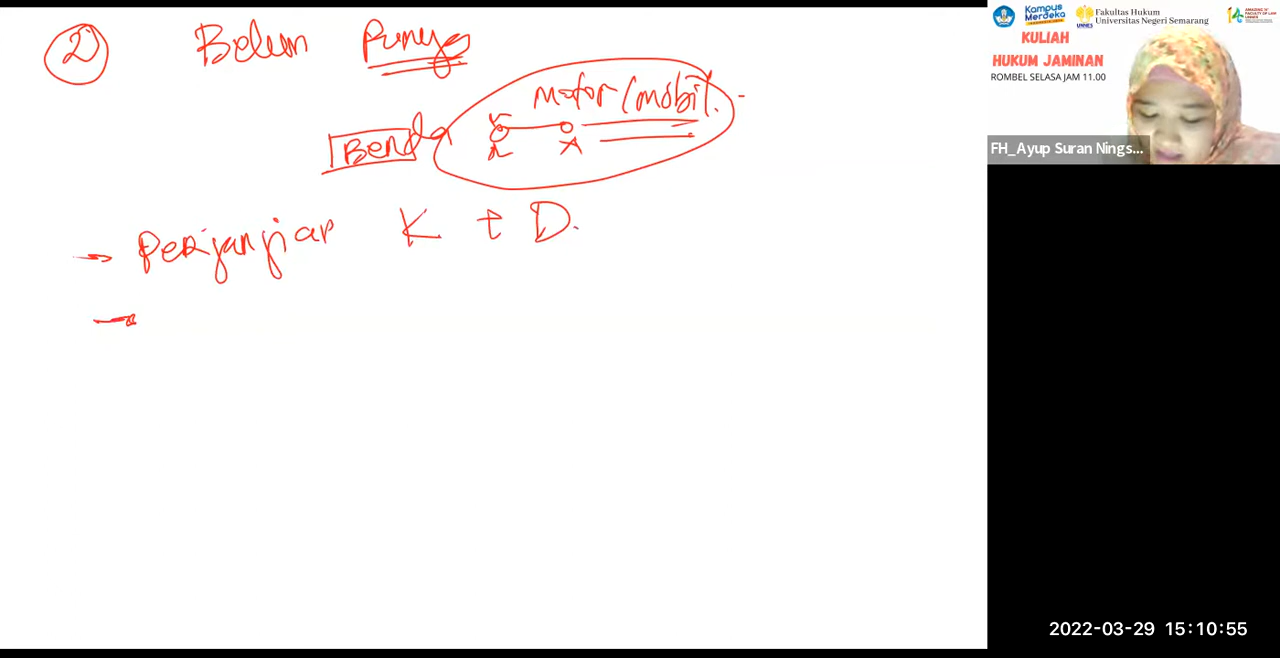 2
Belum Punya
Benda
motor/mobil.
→ Perjanjian K + D.
→
Kampus
Merdeka
UNNES
Fakultas Hukum
Universitas Negeri Semarang
KULIAH
HUKUM JAMINAN
ROMBEL SELASA JAM 11.00
FH_Ayup Suran Nings...
2022-03-29 15:10:55